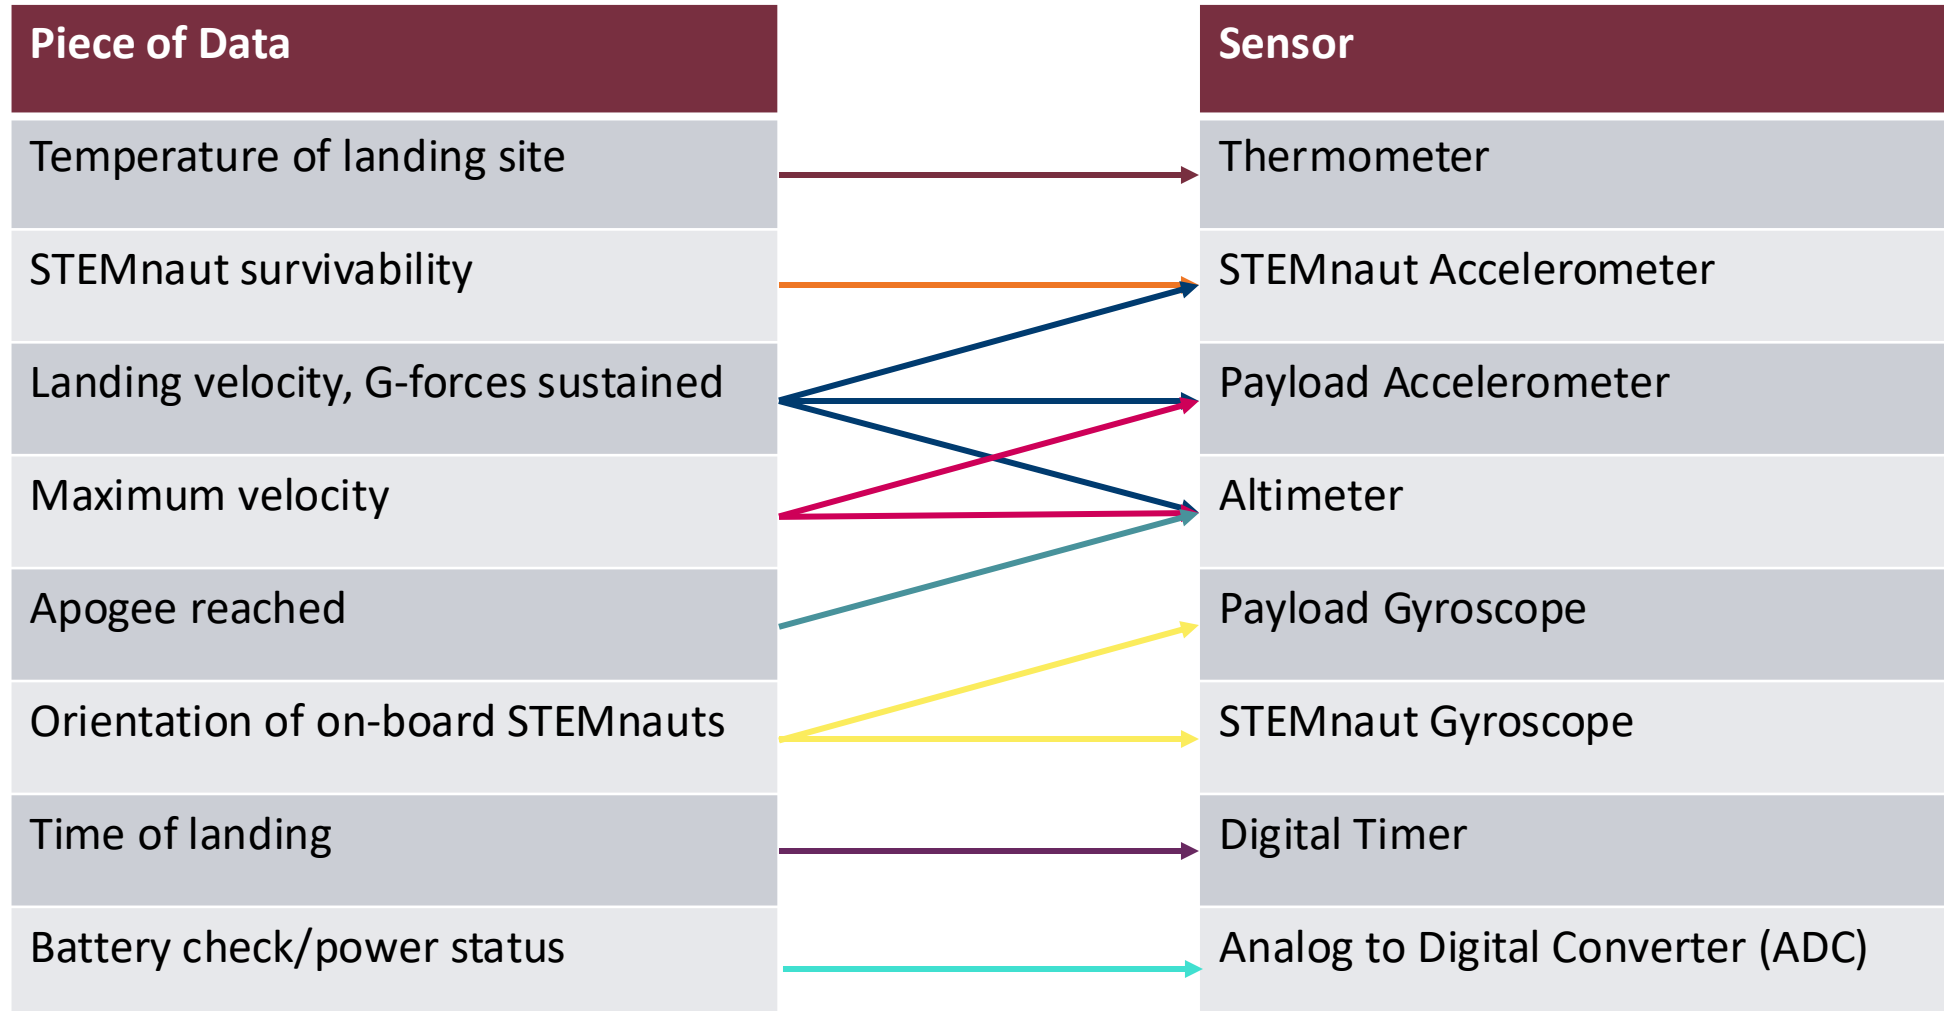 Piece of Data
Sensor
Temperature of landing site
Thermometer
STEMnaut survivability
STEMnaut Accelerometer
Landing velocity, G-forces sustained
Payload Accelerometer
Maximum velocity
Altimeter
Apogee reached
Payload Gyroscope
Orientation of on-board STEMnauts
STEMnaut Gyroscope
Time of landing
Digital Timer
Battery check/power status
Analog to Digital Converter (ADC)